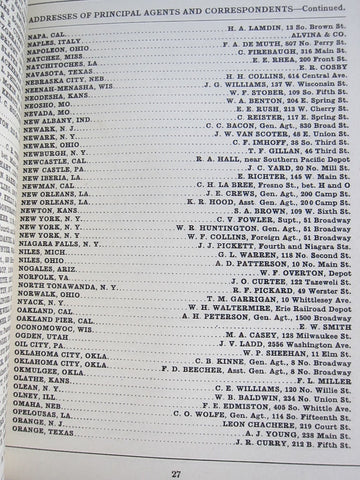 ADDRESSES OF PRINCIPAL AGENTS AND CORRESPONDENTS—Continued.
NAPA, CAL. H. A. LAMDIN, 13 So. Brown St.
NAPLES, ITALY ALVINA & CO.
NAPOLEON, OHIO F. A. DE MUTH, 507 No. Perry St.
NATCHEZ, MISS C. FIREBAUGH, 316 Main St.
NATCHITOCHES, LA E. E. RHEA, 209 Front St.
NAVASOTA, TEXAS E. R. COSBY
NEBRASKA CITY, NEB H. H. COLLINS, 614 Central Ave.
NEENAH-MENASHA, WIS J. G. WILLIAMS, 137 W. Wisconsin St.
NEODESHA, KANS W. F. STOBER, 109 So. Fifth St.
NEOSHO, MO W. A. BENTON, 204 E. Spring St.
NEVADA, MO E. E. RUSH, 213 W. Cherry St.
NEW ALBANY, IND C. REISTER, 117 E. Spring St.
NEWARK, N. J. C. C. BACON, Gen. Agt., 830 Broad St.
NEWARK, N. Y. J. W. VAN SCOTER, 48 E. Union St.
NEWARK, OHIO C. F. IMHOFF, 35 So. Third St.
NEWBURGH, N. Y. T. F. GILLAN, 46 Third St.
NEWCASTLE, CAL R. A. HALL, near Southern Pacific Depot
NEW CASTLE, PA J. C. YARD, 20 No. Mill St.
NEW IBERIA, LA E. RICHTER, 146 W. Main St.
NEWMAN, CAL C. H. LA BREE, Fresno St., bet. H and O
NEW ORLEANS, LA J. E. CREWS, Gen. Agt., 200 Camp St.
NEW ORLEANS, LA K. R. HOOD, Asst. Gen. Agt., 200 Camp St.
NEWTON, KANS S. A. BROWN, 109 W. Sixth St.
NEW YORK, N. Y. C. V. FOWLER, Supt., 51 Broadway
NEW YORK, N. Y. W. R HUNTINGTON, Gen. Agt., 51 Broadway
NEW YORK, N. Y. W. P. COLLINS, Foreign Agt., 51 Broadway
NIAGARA FALLS, N. Y. J. J. PICKETT, Fourth and Niagara Sts.
NILES, MICH. G. L. WARREN, 118 No. Second St.
NILES, OHIO A. D. PATTERSON, 10 No. Main St.
NOGALES, ARIZ W. F. OVERTON, Depot
NORFOLK, VA J. O. CURTEE, 122 Tazewell St.
NORTH TONAWANDA, N. Y. R. F. PICKARD, 49 Werster St.
NORWALK, OHIO T. M. GARRIGAN, 10 Whittlesey Ave.
NYACK, N. Y. W. H. WALTERMIRE, Erie Railroad Depot
OAKLAND, CAL A. H. PETERSON, Gen. Agt., 1160 Broadway
OAKLAND PIER, CAL E. W. SMITH
OCONOMOWOC, WIS. M. A. CASEY, 128 Milwaukee St.
OGDEN, UTAH J. V. LADD, 2556 Washington Ave.
OIL CITY, PA. W. P. SHEEHAN, 11 Elm St.
OKLAHOMA CITY, OKLA C. B. KINNE, Gen. Agt., 8 No. Broadway
OKLAHOMA CITY, OKLA. F. D. BEECHER, Asst. Gen. Agt., 8 No. Broadway
OKMULGEE, OKLA F. L. MILLER
OLATHE, KANS C. E. WILLIAMS, 120 No. Willie St.
OLEAN, N. Y. W. B. BALDWIN, 234 No. Union St.
OLNEY, ILL F. E. EDMISTON, 405 So. Whittle Ave.
OMAHA, NEB C. O. WOLFE, Gen. Agt., 114 So. Fifteenth St.
OPELOUSAS, LA LEON CHACHERE, 219 Court St.
ORANGE, N. J. A. J. YOUNG, 238 Main St.
ORANGE, TEXAS J. R. CURRY, 212 B. Fifth St.
27